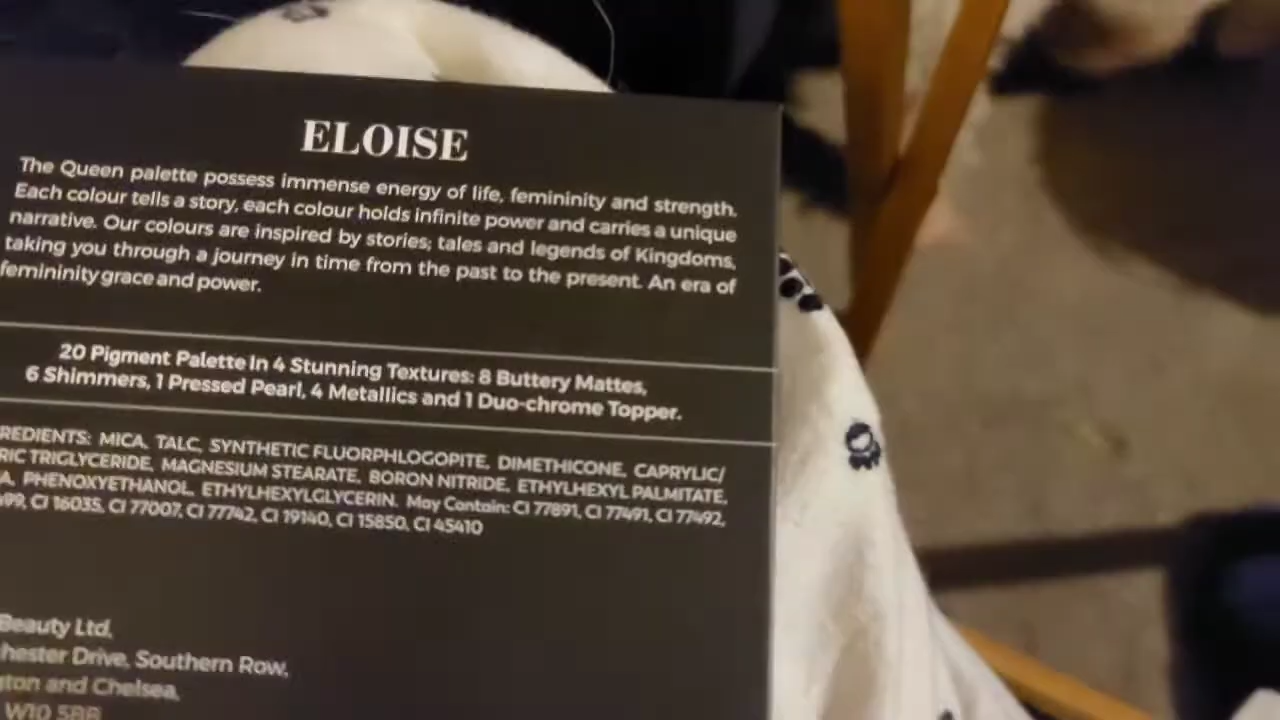 ELOISE
The Queen palette possess immense energy of life, femininity and strength.
Each colour tells a story, each colour holds infinite power and carries a unique
narrative. Our colours are inspired by stories; tales and legends of Kingdoms,
taking you through a journey in time from the past to the present. An era of
femininity grace and power.
20 Pigment Palette In 4 Stunning Textures: 8 Buttery Mattes,
6 Shimmers, 1 Pressed Pearl, 4 Metallics and 1 Duo-chrome Topper.
REDIENTS: MICA, TALC, SYNTHETIC FLUORPHLOGOPITE, DIMETHICONE, CAPRYLIC/
RIC TRIGLYCERIDE, MAGNESIUM STEARATE, BORON NITRIDE, ETHYLHEXYL PALMITATE,
A, PHENOXYETHANOL, ETHYLHEXYLGLYCERIN. May Contain: CI 77891, CI 77491, CI 77492,
499, CI 16035, CI 77007, CI 77742, CI 19140, CI 15850, CI 45410
Beauty Ltd,
hester Drive, Southern Row,
gton and Chelsea,
W10 5BB